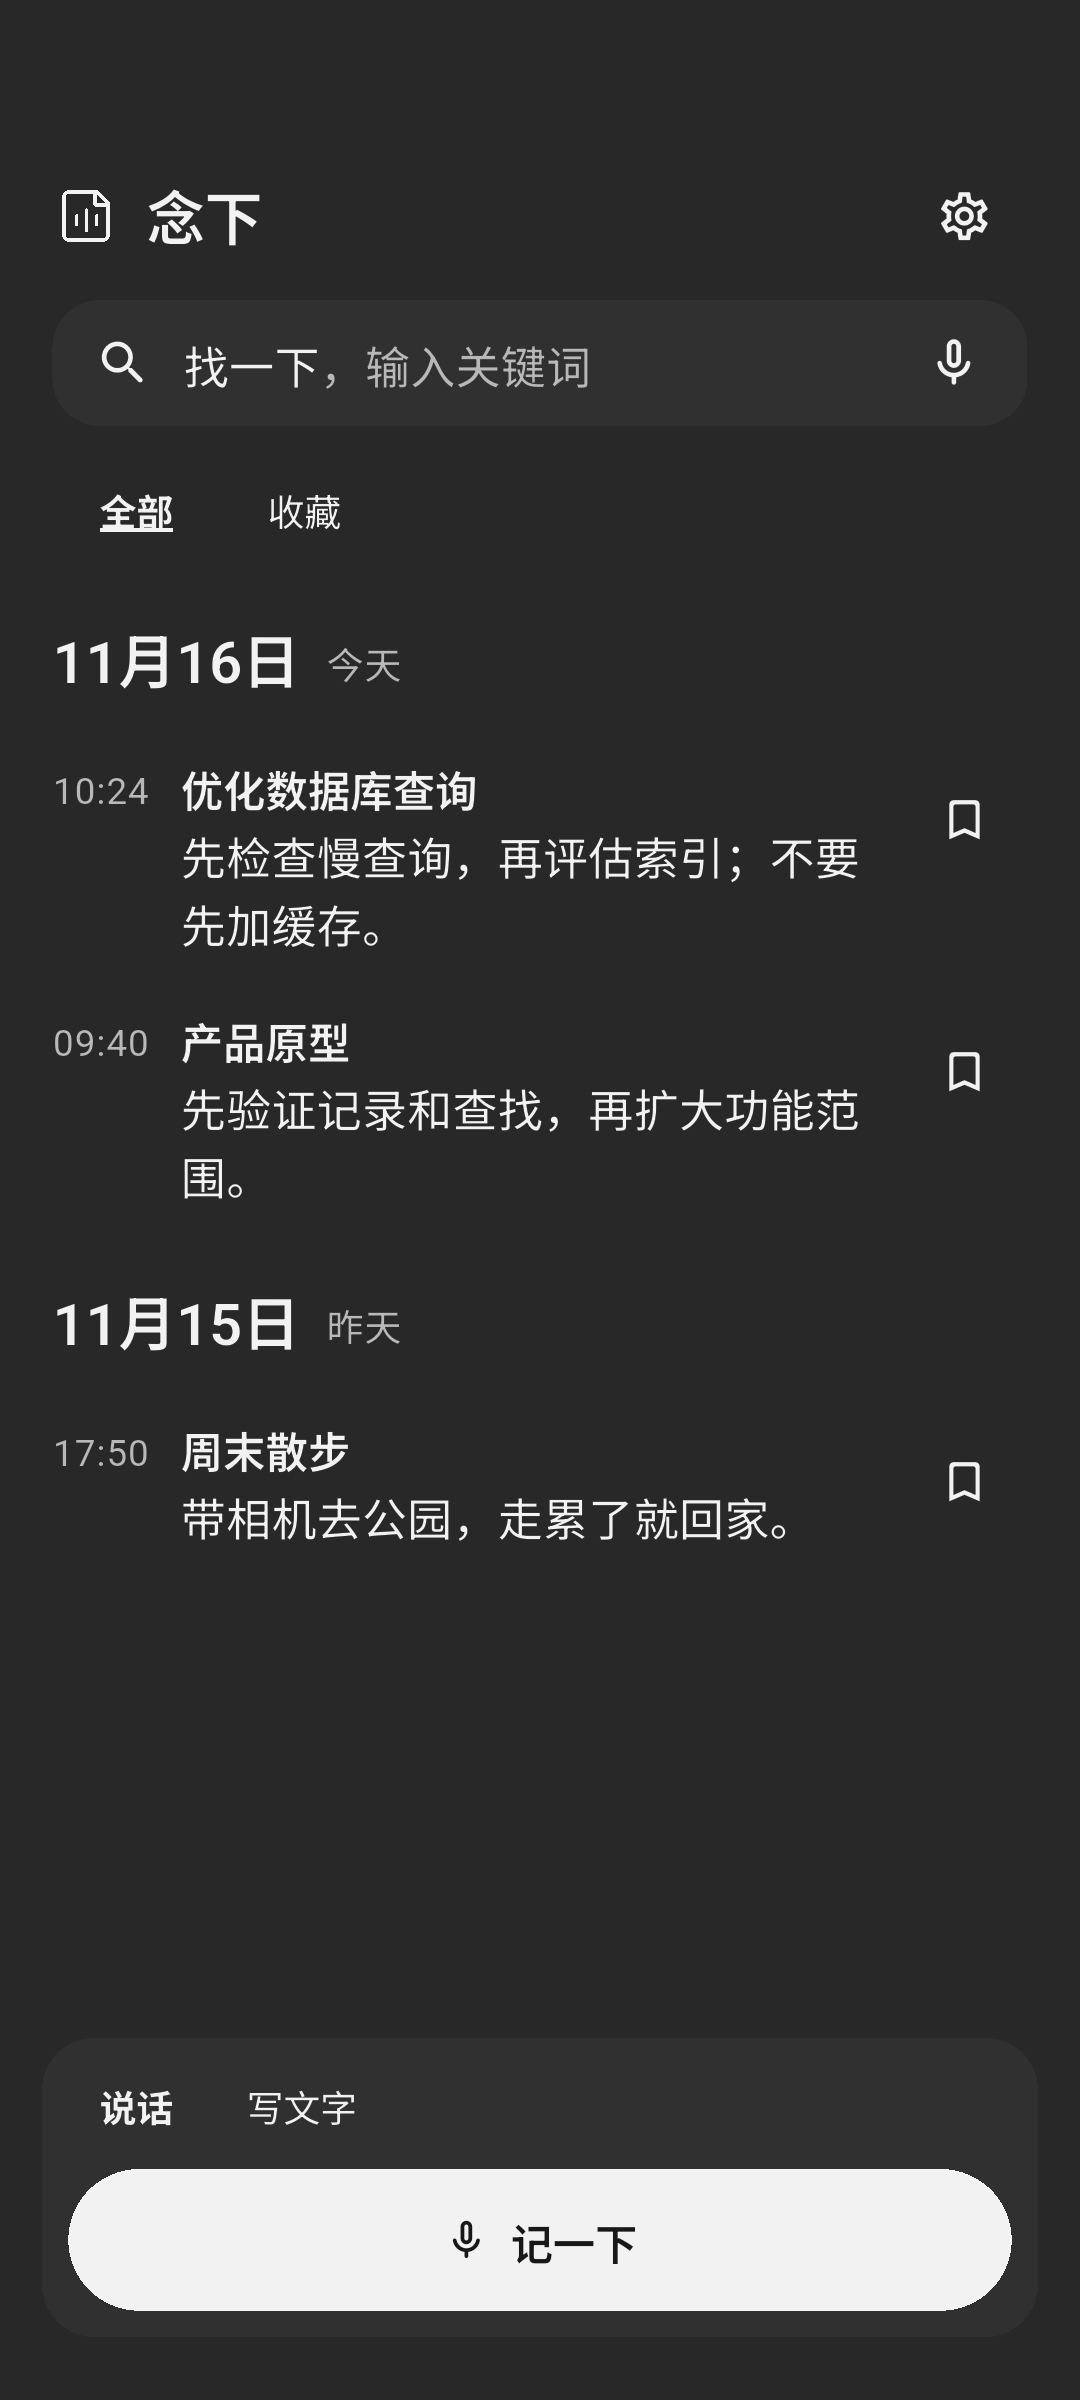 念下
找一下，输入关键词
全部 收藏
11月16日 今天
10:24 优化数据库查询
先检查慢查询，再评估索引；不要
先加缓存。
09:40 产品原型
先验证记录和查找，再扩大功能范
围。
11月15日 昨天
17:50 周末散步
带相机去公园，走累了就回家。
说话 写文字
记一下